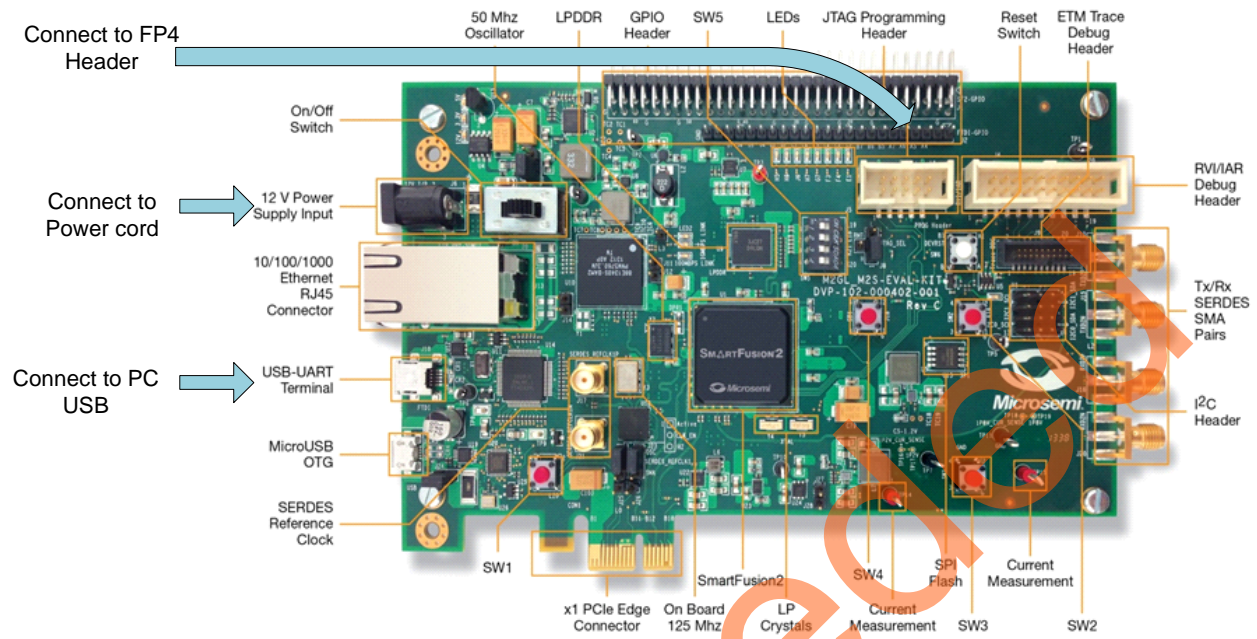 Connect to FP4
Header
50 Mhz
Oscillator
LPDDR
GPIO
Header
SW5
LEDs
JTAG Programming
Header
Reset
Switch
ETM Trace
Debug
Header
On/Off
Switch
Connect to
Power cord
12 V Power
Supply Input
RVI/IAR
Debug
Header
10/100/1000
Ethernet
RJ45
Connector
M2GL_M2S-EVAL-KIT
DVP-102-000402-001
Rev C
Tx/Rx
SERDES
SMA
Pairs
SMARTFUSION2
Microsemi
Connect to PC
USB
USB-UART
Terminal
Microsemi
I2C
Header
MicroUSB
OTG
SERDES
Reference
Clock
SW1
x1 PCIe Edge
Connector
SmartFusion2
On Board
125 Mhz
LP
Crystals
SW4
Current
Measurement
SPI
Flash
SW3
Current
Measurement
SW2